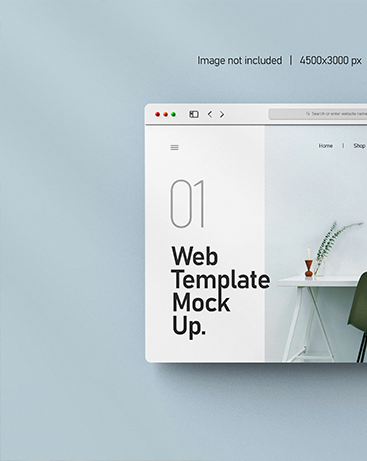 Image not included | 4500x3000 px
Search or enter website name
Home | Shop
01
Web
Template
Mock
Up.